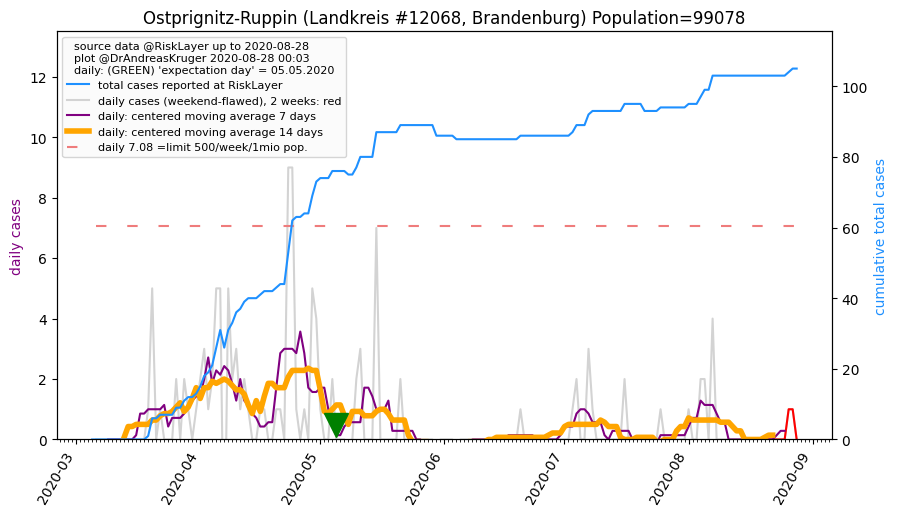 Ostprignitz-Ruppin (Landkreis #12068, Brandenburg) Population=99078
source data @RiskLayer up to 2020-08-28
plot @DrAndreasKruger 2020-08-28 00:03
daily: (GREEN) 'expectation day' = 05.05.2020
total cases reported at RiskLayer
daily cases (weekend-flawed), 2 weeks: red
daily: centered moving average 7 days
daily: centered moving average 14 days
daily 7.08 =limit 500/week/1mio pop.
daily cases
12
10
8
6
4
2
0
cumulative total cases
100
80
60
40
20
0
2020-03
2020-04
2020-05
2020-06
2020-07
2020-08
2020-09